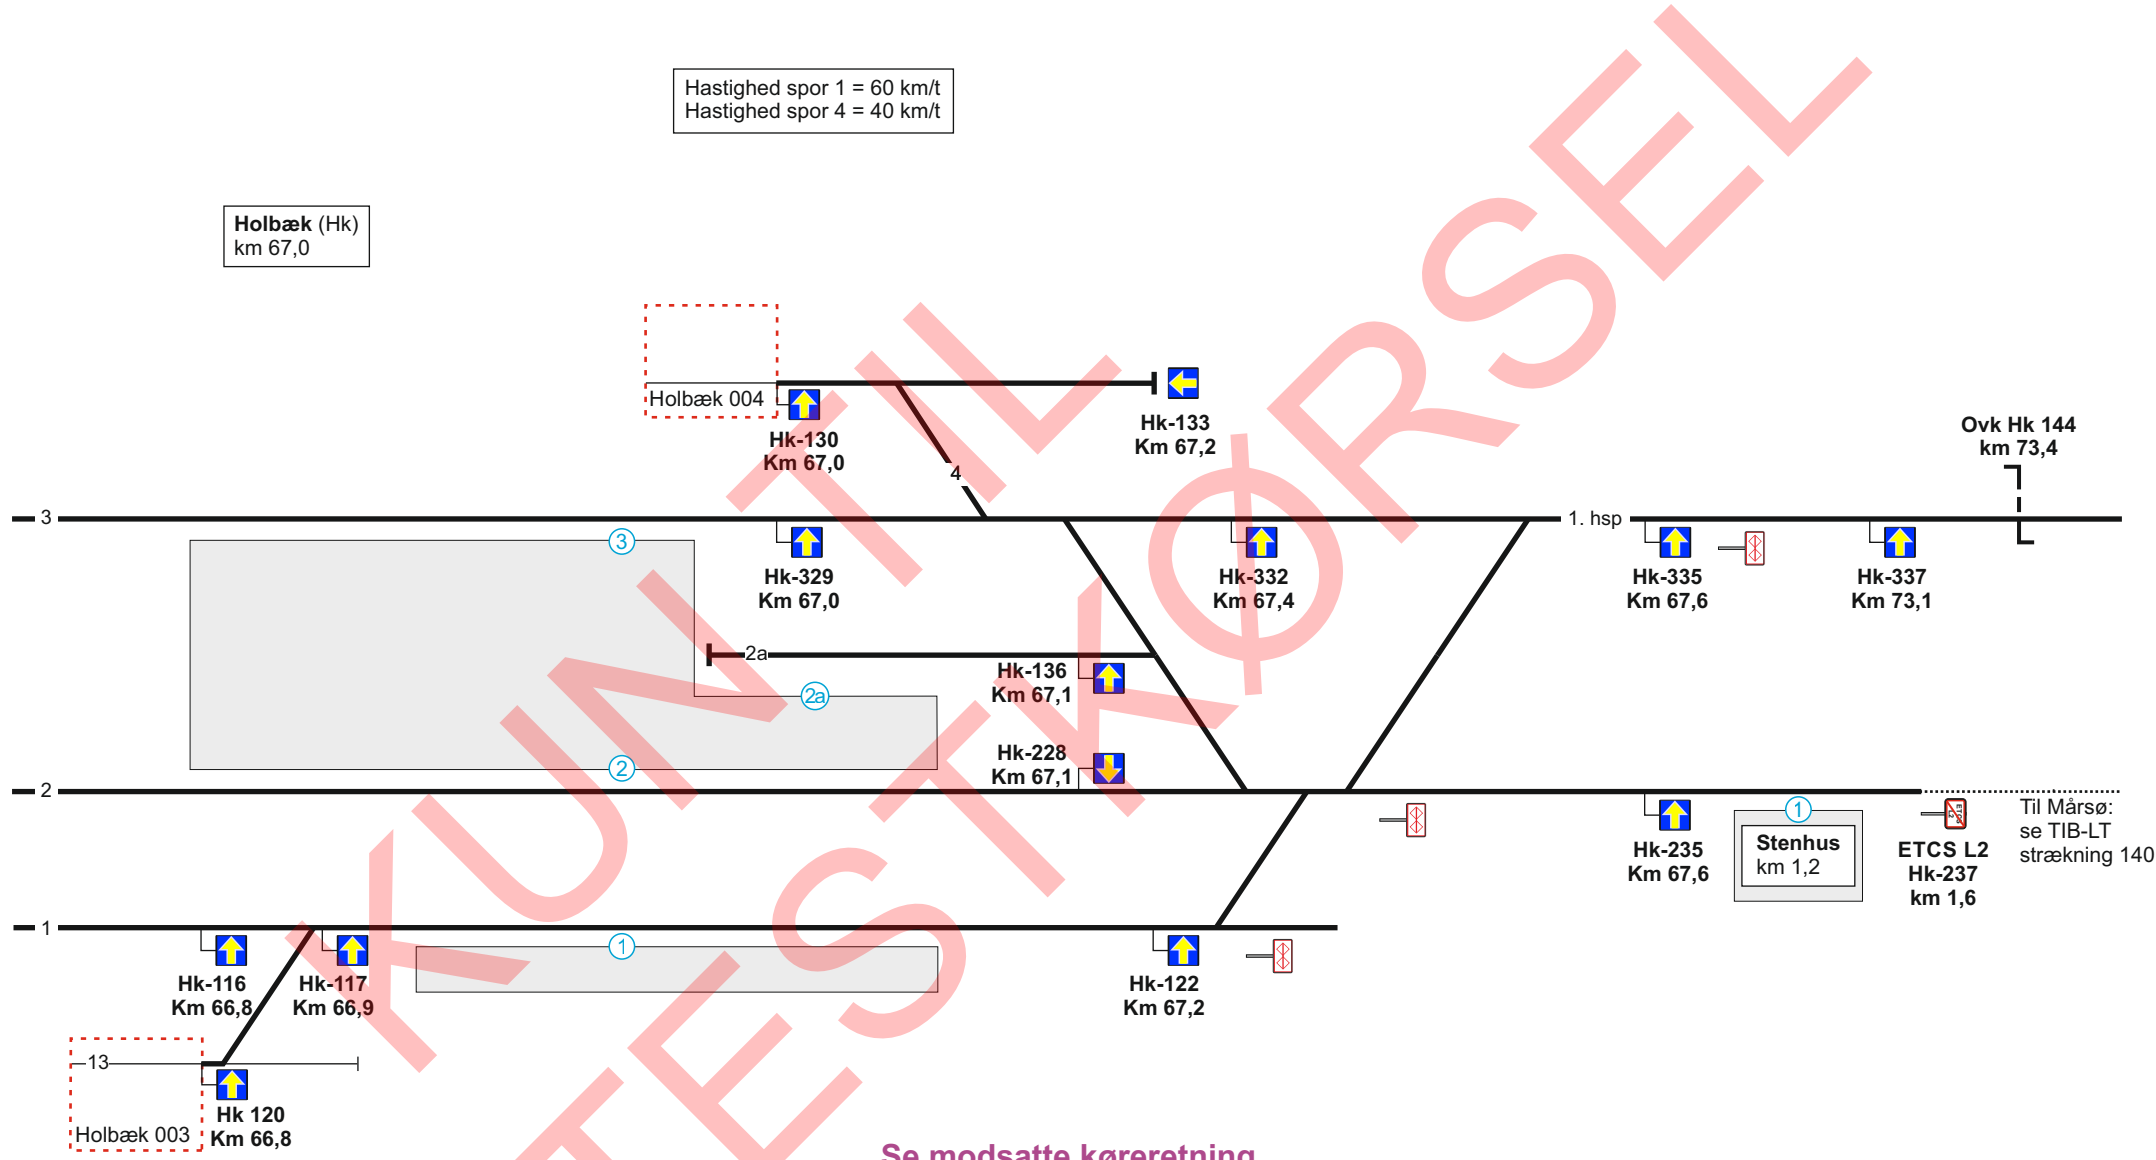 Hastighed spor 1 = 60 km/t
Hastighed spor 4 = 40 km/t
Holbæk (Hk)
km 67,0
Holbæk 004
Hk-130
Km 67,0
Hk-133
Km 67,2
4
Ovk Hk 144
km 73,4
3
1. hsp
3
Hk-329
Km 67,0
Hk-332
Km 67,4
Hk-335
Km 67,6
Hk-337
Km 73,1
2a
Hk-136
Km 67,1
2a
Hk-228
Km 67,1
2
2
Hk-235
Km 67,6
1
Stenhus
km 1,2
ETCS L2
ETCS L2
Hk-237
km 1,6
Til Mårsø:
se TIB-LT
strækning 140
1
1
Hk-116
Km 66,8
Hk-117
Km 66,9
Hk-122
Km 67,2
13
Holbæk 003
Hk 120
Km 66,8
KUN TIL
TESTKØRSEL
Se modsatte køreretning